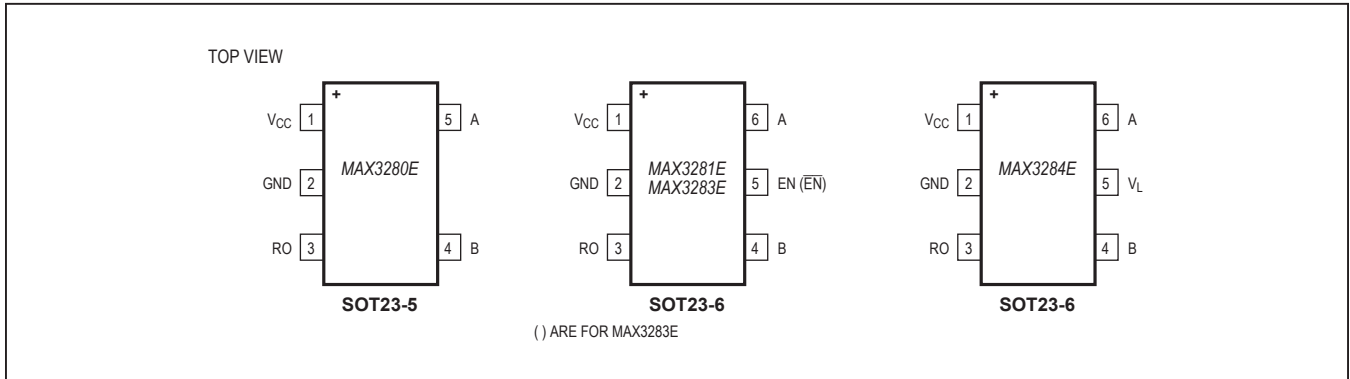 TOP VIEW
+
VCC 1
5 A
MAX3280E
GND 2
RO 3
4 B
SOT23-5
+
VCC 1
6 A
MAX3281E
MAX3283E
GND 2
5 EN (E̅N̅)
RO 3
4 B
SOT23-6
( ) ARE FOR MAX3283E
+
VCC 1
6 A
MAX3284E
GND 2
5 VL
RO 3
4 B
SOT23-6